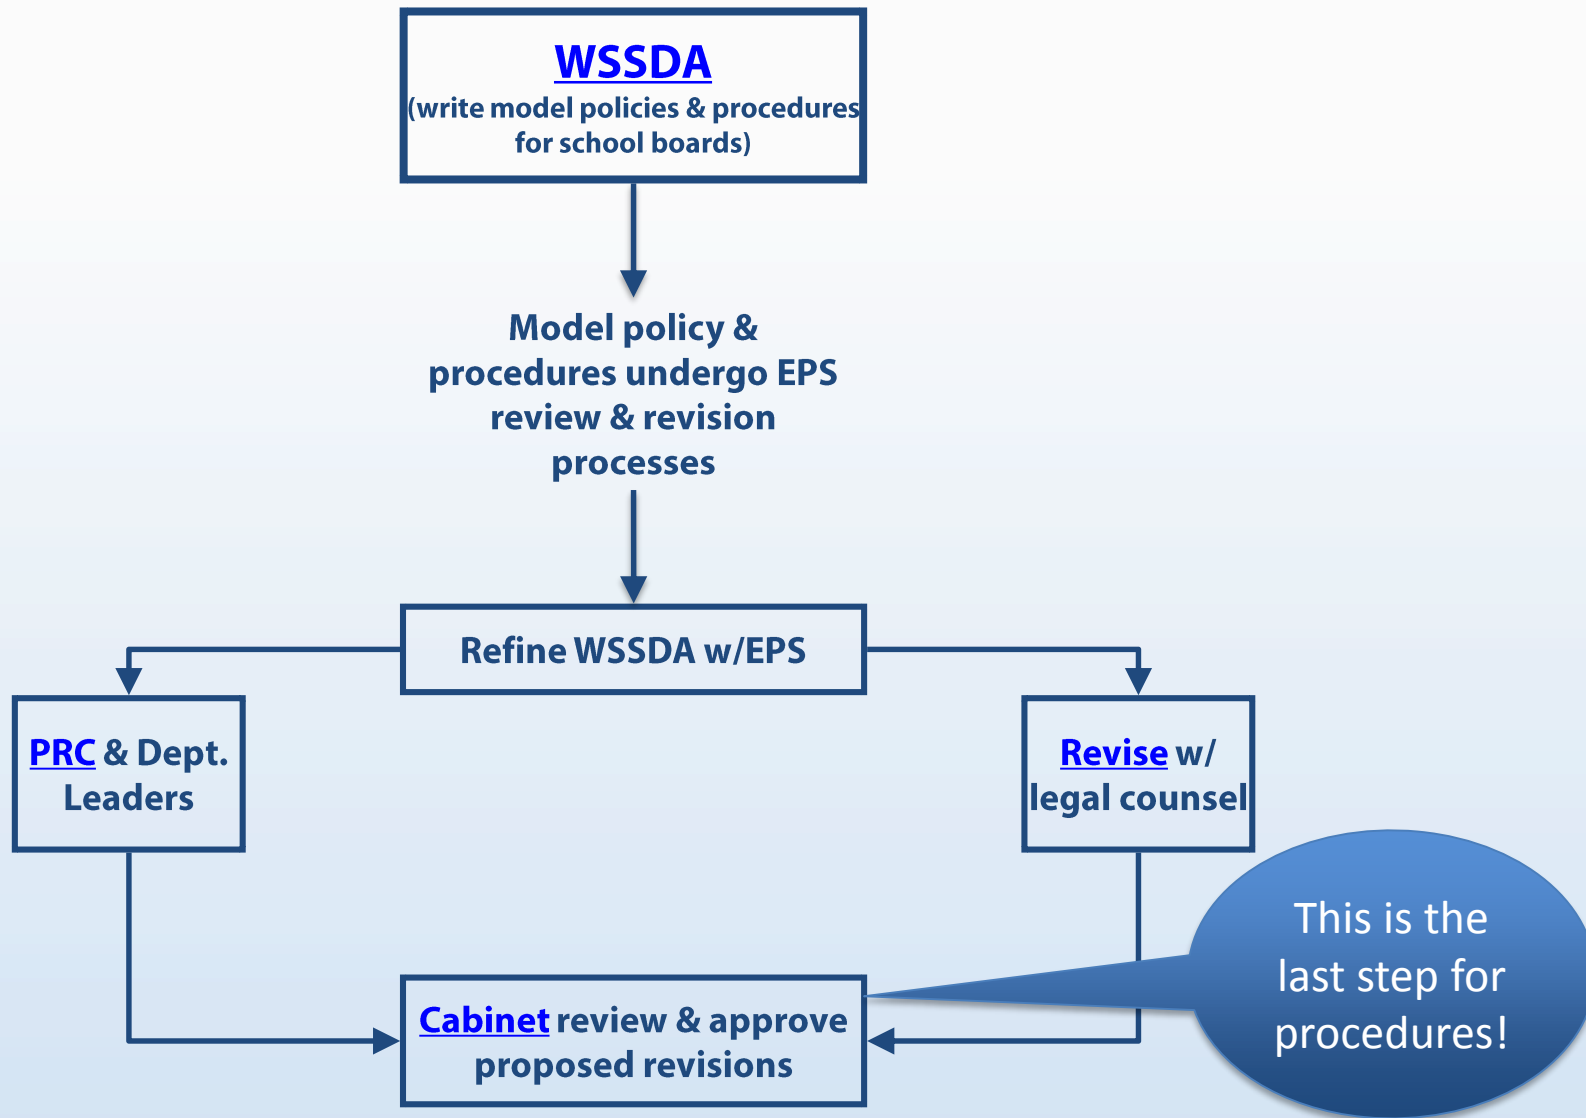 WSSDA
(write model policies & procedures
for school boards)
Model policy &
procedures undergo EPS
review & revision
processes
Refine WSSDA w/EPS
PRC & Dept.
Leaders
Revise w/
legal counsel
This is the
last step for
procedures!
Cabinet review & approve
proposed revisions